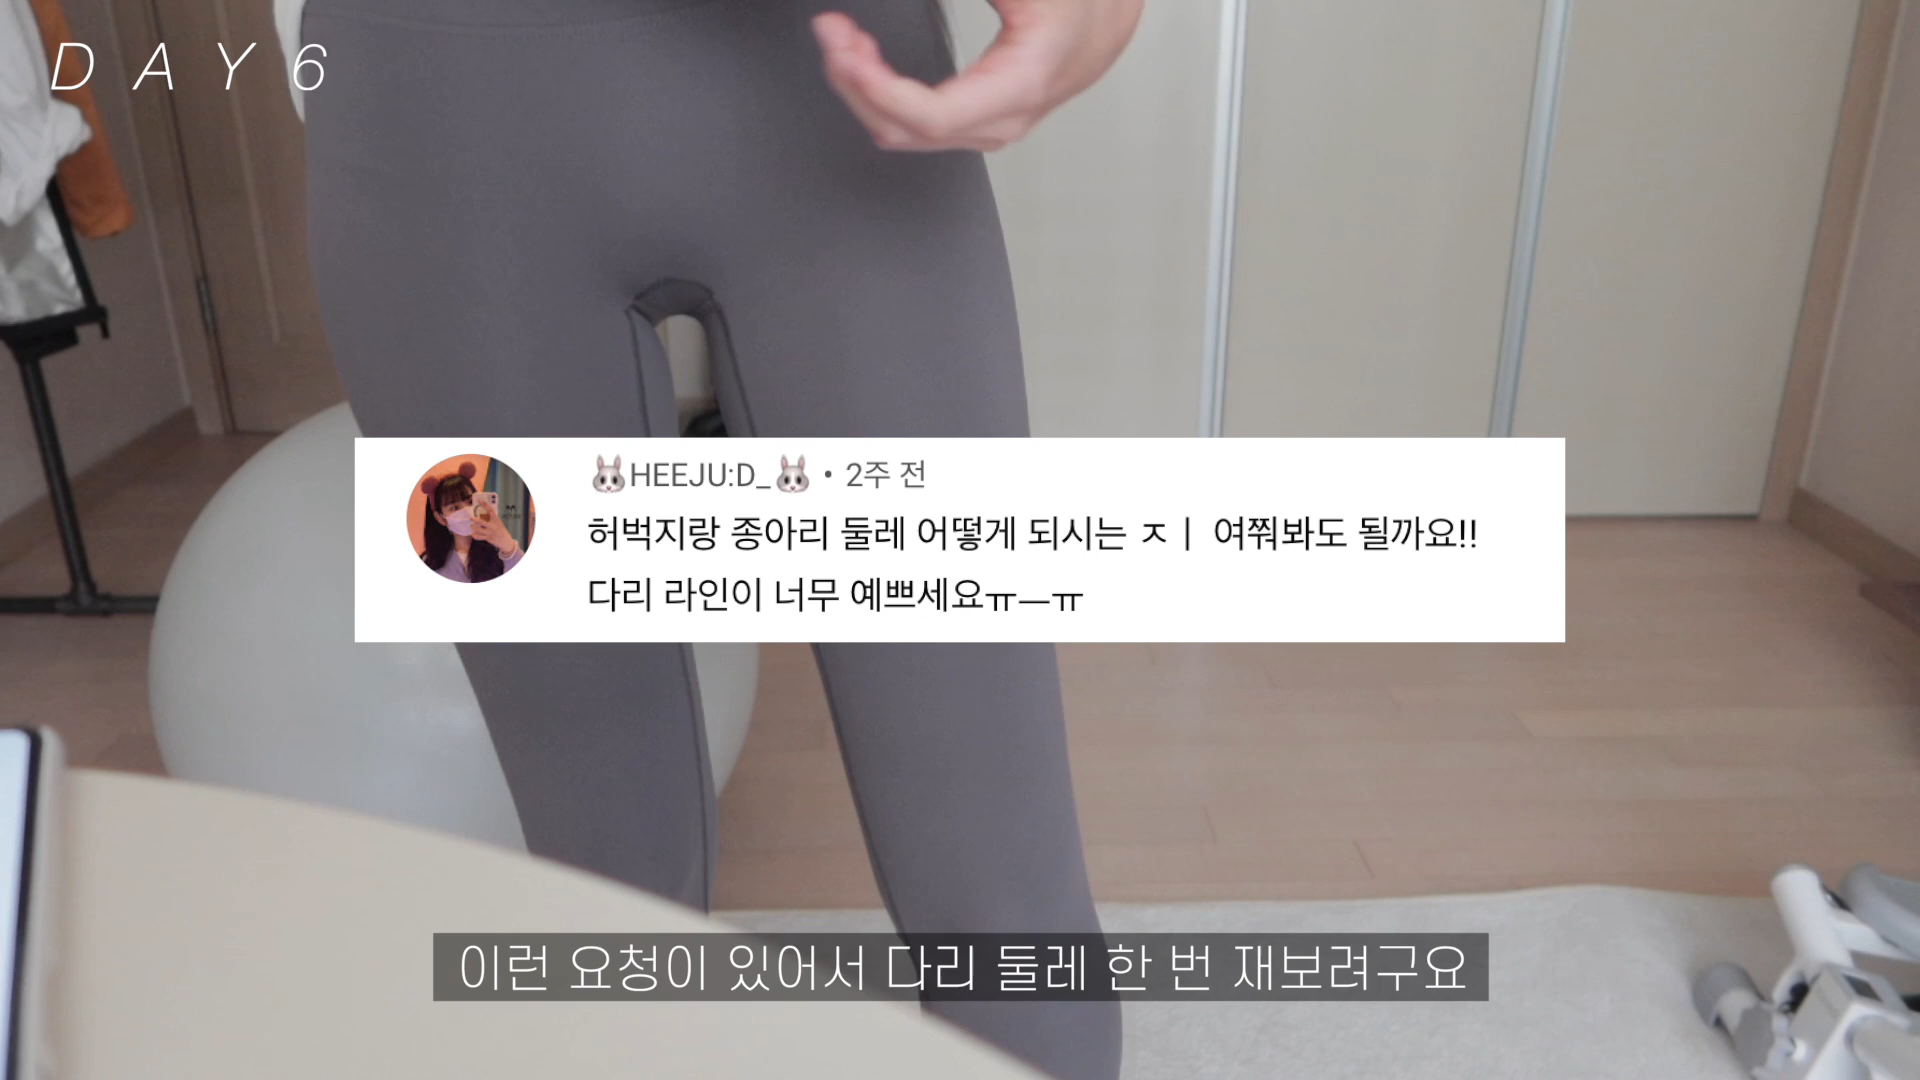 DAY6
🐰HEEJU:D_🐰 • 2주 전
허벅지랑 종아리 둘레 어떻게 되시는 ㅈㅣ 여쭤봐도 될까요!!
다리 라인이 너무 예쁘세요ㅠㅡㅠ
이런 요청이 있어서 다리 둘레 한 번 재보려구요